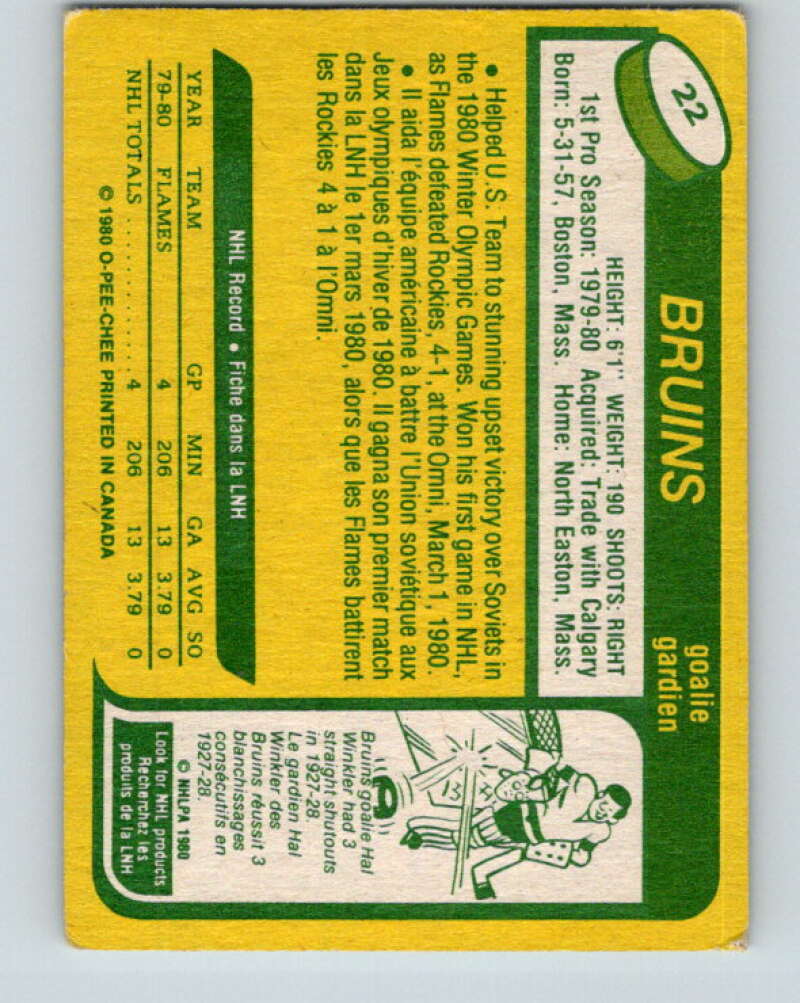 22
BRUINS
goalie
gardien
HEIGHT: 6'1" WEIGHT: 190 SHOOTS: RIGHT
1st Pro Season: 1979-80 Acquired: Trade with Calgary
Born: 5-31-57, Boston, Mass. Home: North Easton, Mass.
• Helped U.S. Team to stunning upset victory over Soviets in
the 1980 Winter Olympic Games. Won his first game in NHL,
as Flames defeated Rockies, 4-1, at the Omni, March 1, 1980.
• Il aida l'équipe américaine à battre l'Union soviétique aux
Jeux olympiques d'hiver de 1980. Il gagna son premier match
dans la LNH le 1er mars 1980, alors que les Flames battirent
les Rockies 4 à 1 à l'Omni.
NHL Record • Fiche dans la LNH
YEAR TEAM GP MIN GA AVG SO
79-80 FLAMES 4 206 13 3.79 0
NHL TOTALS . . . . . . . . . . . . 4 206 13 3.79 0
© 1980 O-PEE-CHEE PRINTED IN CANADA
Bruins goalie Hal
Winkler had 3
straight shutouts
in 1927-28.
Le gardien Hal
Winkler des
Bruins réussit 3
blanchissages
consécutifs en
1927-28.
© NHLPA 1980
Look for NHL products
Recherchez les
produits de la LNH